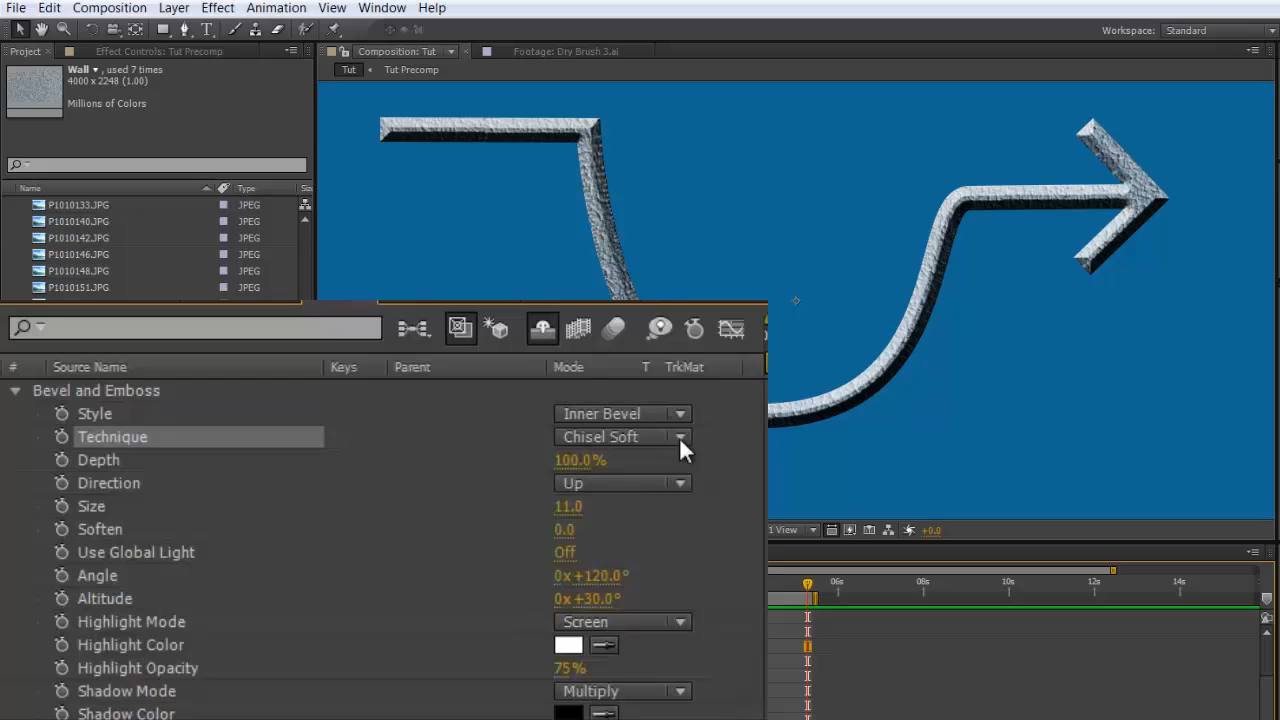 File Edit Composition Layer Effect Animation View Window Help
Workspace: Standard
Project Effect Controls: Tut Precomp Composition: Tut Footage: Dry Brush 3.ai
Wall , used 7 times
4000 x 2248 (1.00)
Millions of Colors
Tut Tut Precomp
Name Type
P1010133.JPG JPEG
P1010140.JPG JPEG
P1010142.JPG JPEG
P1010146.JPG JPEG
P1010148.JPG JPEG
P1010151.JPG JPEG
# Source Name Keys Parent Mode T TrkMat
Bevel and Emboss
Style Inner Bevel
Technique Chisel Soft
Depth 100.0%
Direction Up
Size 11.0
Soften 0.0
Use Global Light Off
Angle 0x +120.0°
Altitude 0x +30.0°
Highlight Mode Screen
Highlight Color
Highlight Opacity 75%
Shadow Mode Multiply
Shadow Color
1 View +0.0
06s 08s 10s 12s 14s